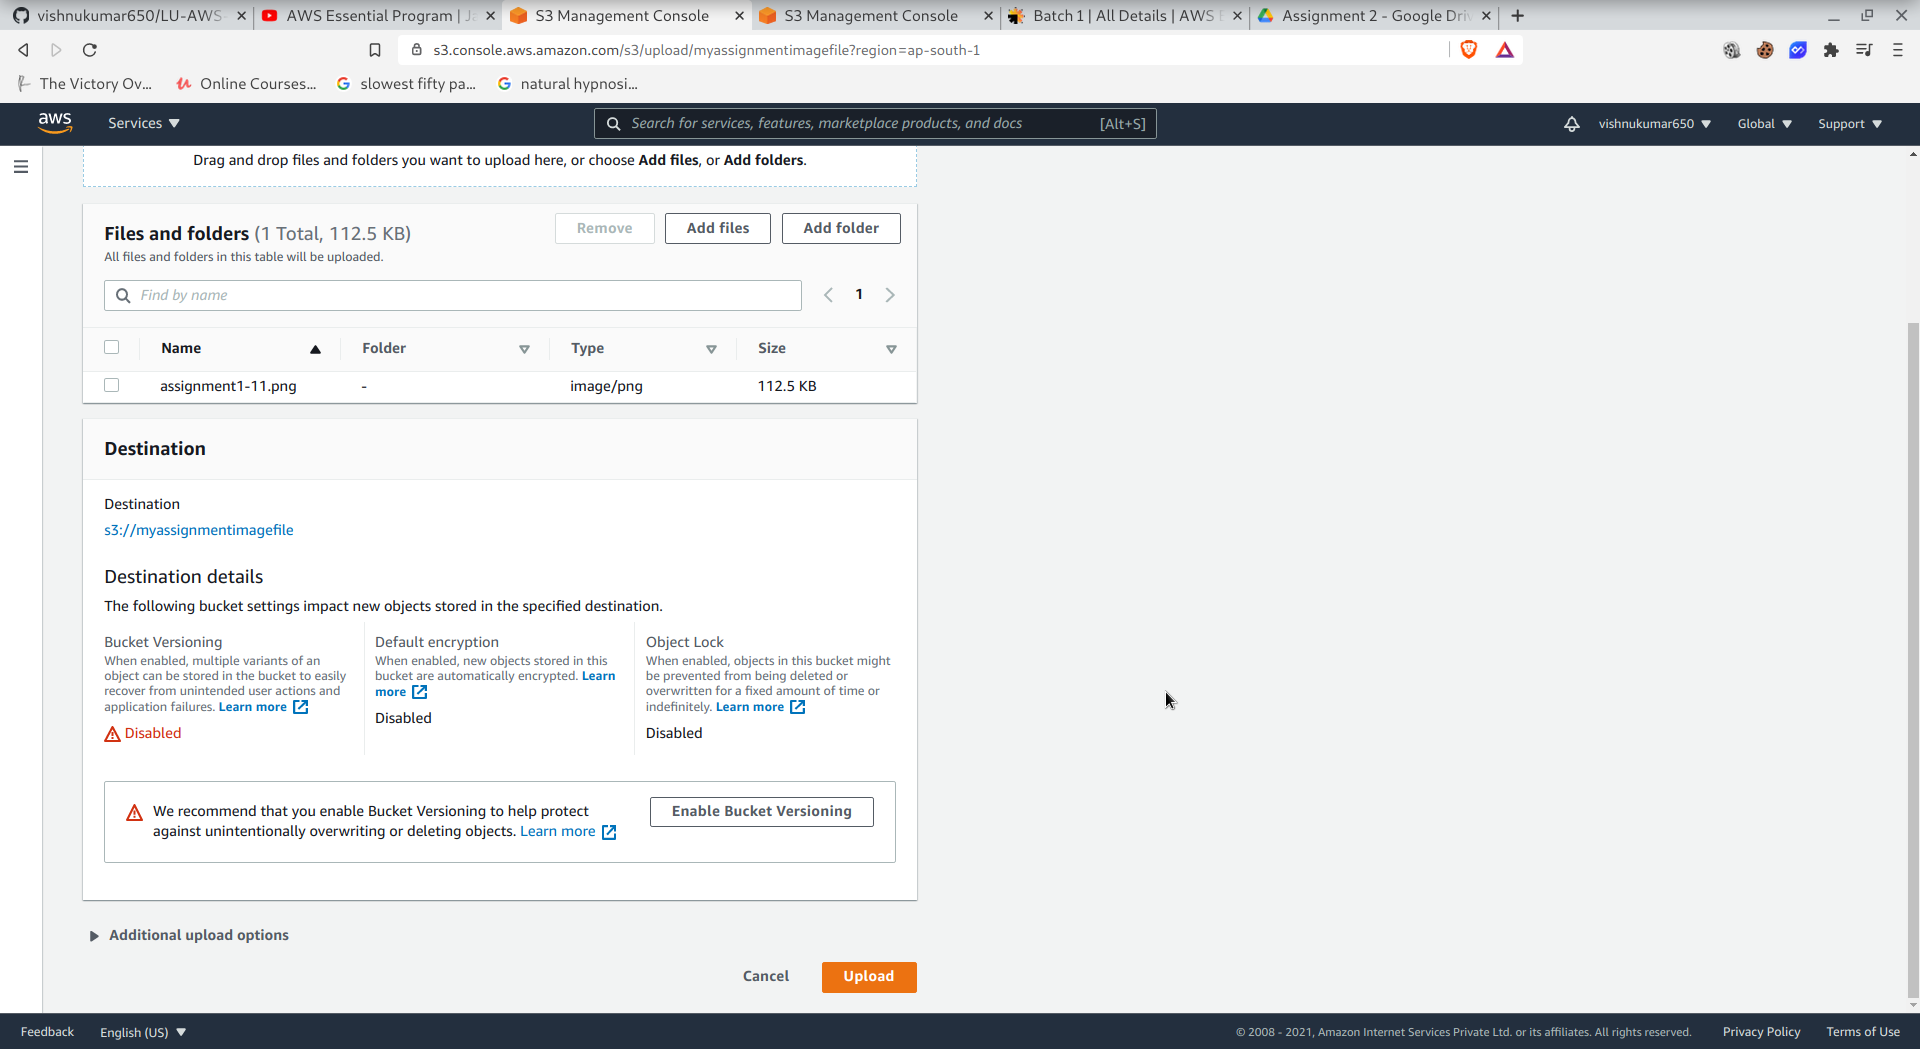 vishnukumar650/LU-AWS-
AWS Essential Program | Ja
S3 Management Console
S3 Management Console
Batch 1 | All Details | AWS E
Assignment 2 - Google Driv
s3.console.aws.amazon.com/s3/upload/myassignmentimagefile?region=ap-south-1
The Victory Ov...
Online Courses...
slowest fifty pa...
natural hypnosi...
aws
Services
Search for services, features, marketplace products, and docs
[Alt+S]
vishnukumar650
Global
Support
Drag and drop files and folders you want to upload here, or choose Add files, or Add folders.
Files and folders (1 Total, 112.5 KB)
Remove
Add files
Add folder
All files and folders in this table will be uploaded.
Find by name
1
Name
Folder
Type
Size
assignment1-11.png
-
image/png
112.5 KB
Destination
Destination
s3://myassignmentimagefile
Destination details
The following bucket settings impact new objects stored in the specified destination.
Bucket Versioning
When enabled, multiple variants of an
object can be stored in the bucket to easily
recover from unintended user actions and
application failures. Learn more
Disabled
Default encryption
When enabled, new objects stored in this
bucket are automatically encrypted. Learn
more
Disabled
Object Lock
When enabled, objects in this bucket might
be prevented from being deleted or
overwritten for a fixed amount of time or
indefinitely. Learn more
Disabled
We recommend that you enable Bucket Versioning to help protect
against unintentionally overwriting or deleting objects. Learn more
Enable Bucket Versioning
Additional upload options
Cancel
Upload
Feedback
English (US)
© 2008 - 2021, Amazon Internet Services Private Ltd. or its affiliates. All rights reserved.
Privacy Policy
Terms of Use